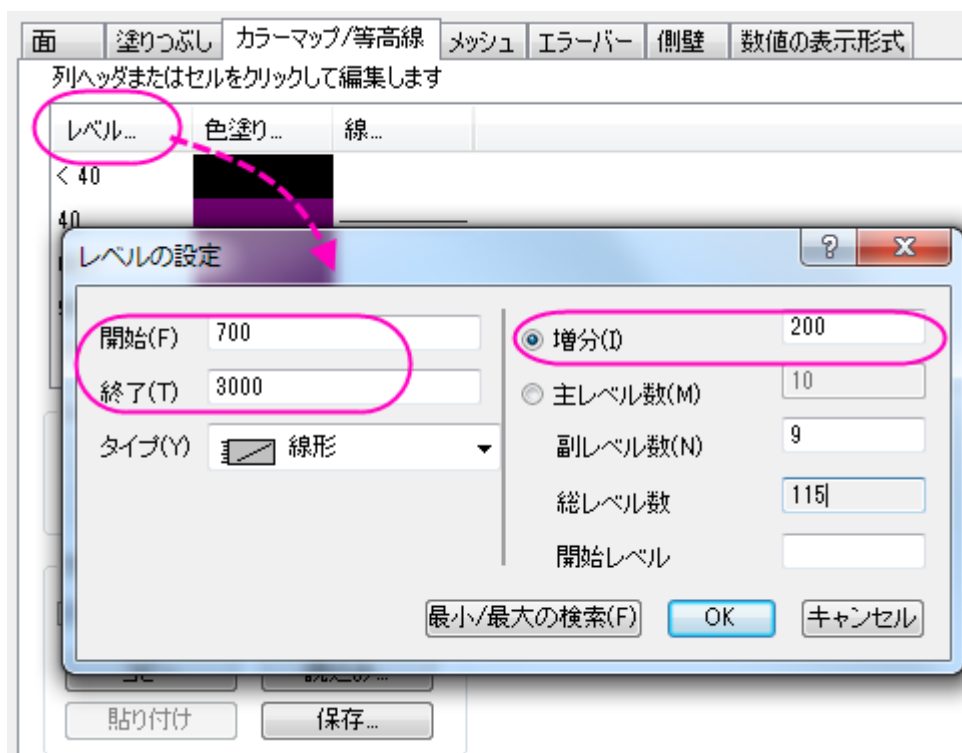 面 塗りつぶし カラーマップ/等高線 メッシュ エラーバー 側壁 数値の表示形式
列ヘッダまたはセルをクリックして編集します
レベル... 色塗り... 線...
< 40
40
レベルの設定
開始(F) 700
終了(T) 3000
タイプ(Y) 線形
増分(I) 200
主レベル数(M) 10
副レベル数(N) 9
総レベル数 115
開始レベル
最小/最大の検索(F) OK キャンセル
貼り付け 保存...